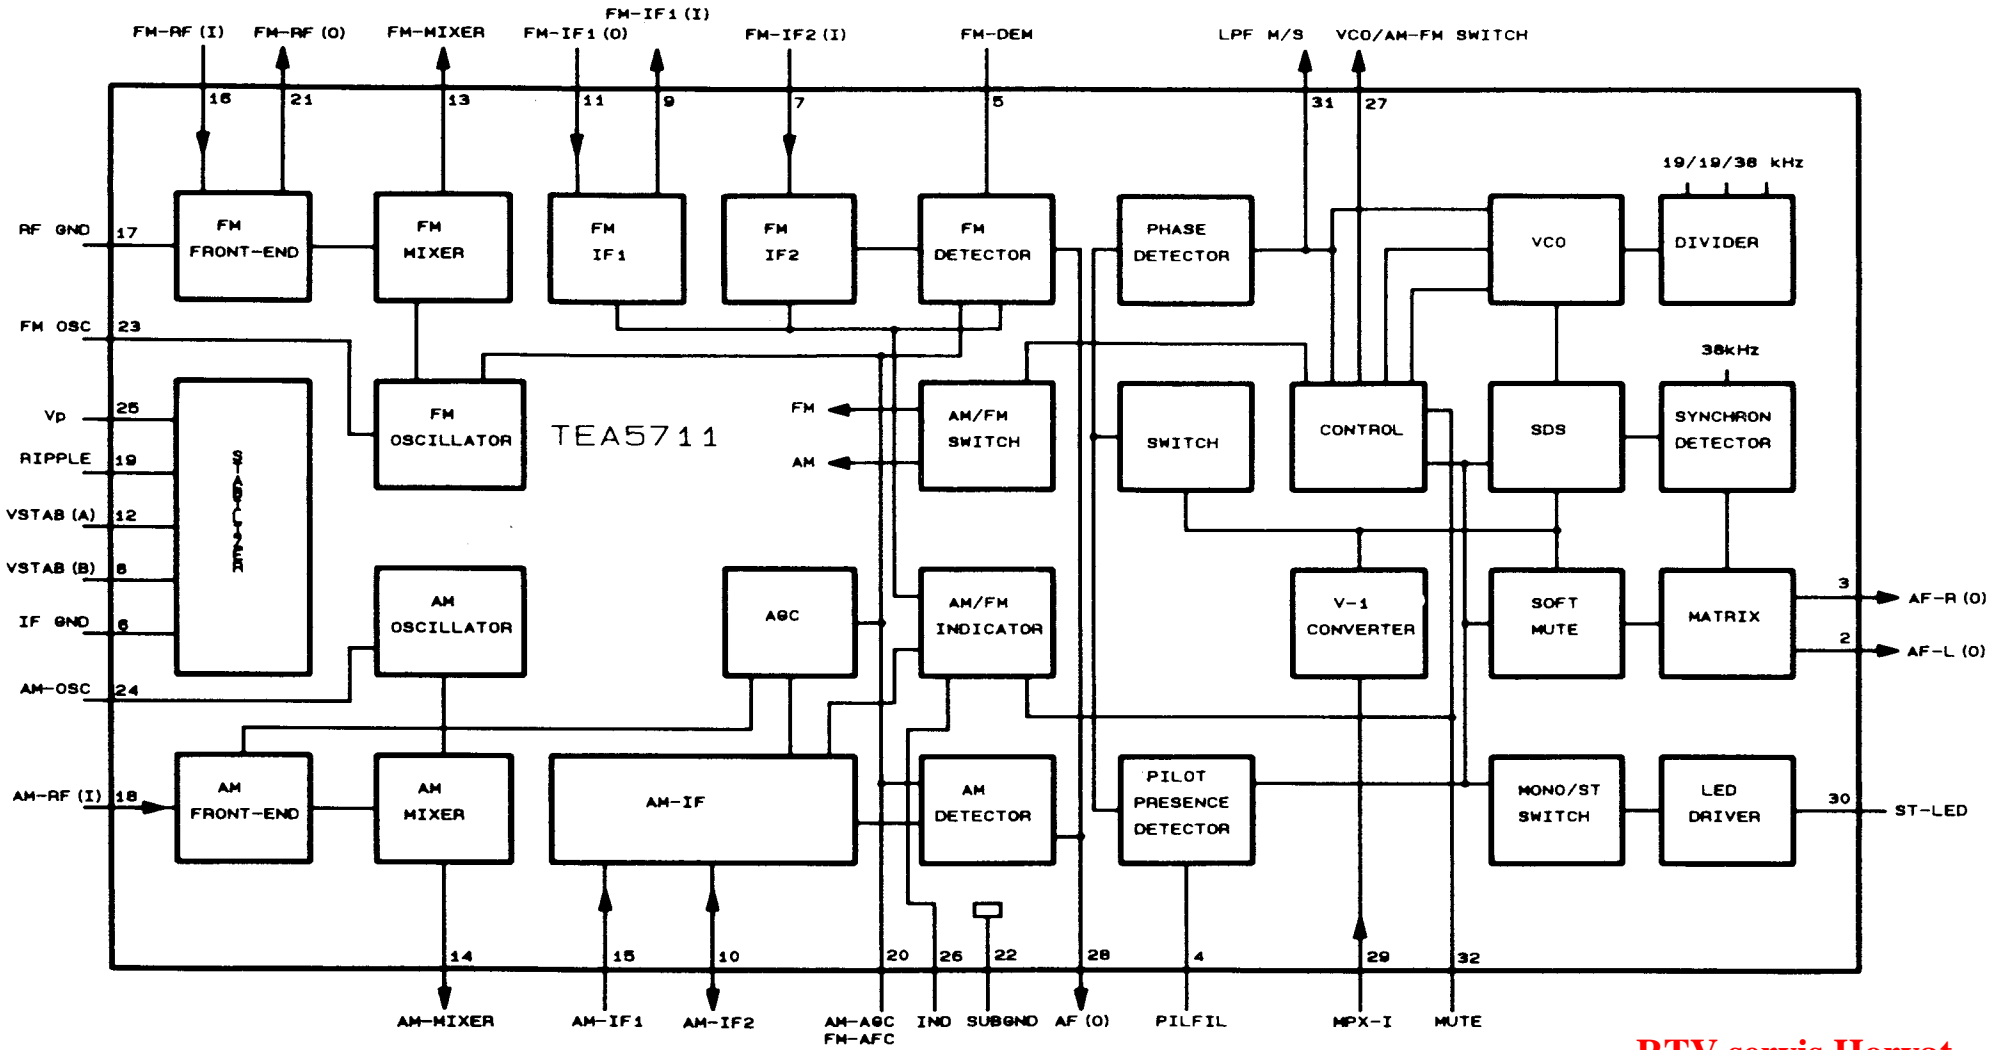 FM-IF1(I)
FM-RF(I) FM-RF(O) FM-MIXER FM-IF1(O) FM-IF2(I) FM-DEM LPF M/S VCO/AM-FM SWITCH
16 21 13 11 9 7 5 31 27
19/19/38 kHz
RF GND 17
FM
FRONT-END
FM
MIXER
FM
IF1
FM
IF2
FM
DETECTOR
PHASE
DETECTOR
VCO
DIVIDER
FM OSC 23
38kHz
Vp 25
RIPPLE 19
VSTAB(A) 12
VSTAB(B) 8
IF GND 6
STABILIZER
FM
OSCILLATOR
TEA5711
FM
AM
AM/FM
SWITCH
SWITCH
CONTROL
SDS
SYNCHRON
DETECTOR
AM
OSCILLATOR
AGC
AM/FM
INDICATOR
V-1
CONVERTER
SOFT
MUTE
MATRIX
3 AF-R(O)
2 AF-L(O)
AM-OSC 24
AM-RF(I) 18
AM
FRONT-END
AM
MIXER
AM-IF
AM
DETECTOR
PILOT
PRESENCE
DETECTOR
MONO/ST
SWITCH
LED
DRIVER
30 ST-LED
14 15 10 20 26 22 28 4 29 32
AM-MIXER AM-IF1 AM-IF2 AM-AGC IND SUBGND AF(O) PILFIL MPX-I MUTE
FM-AFC
RTV servis Horvat